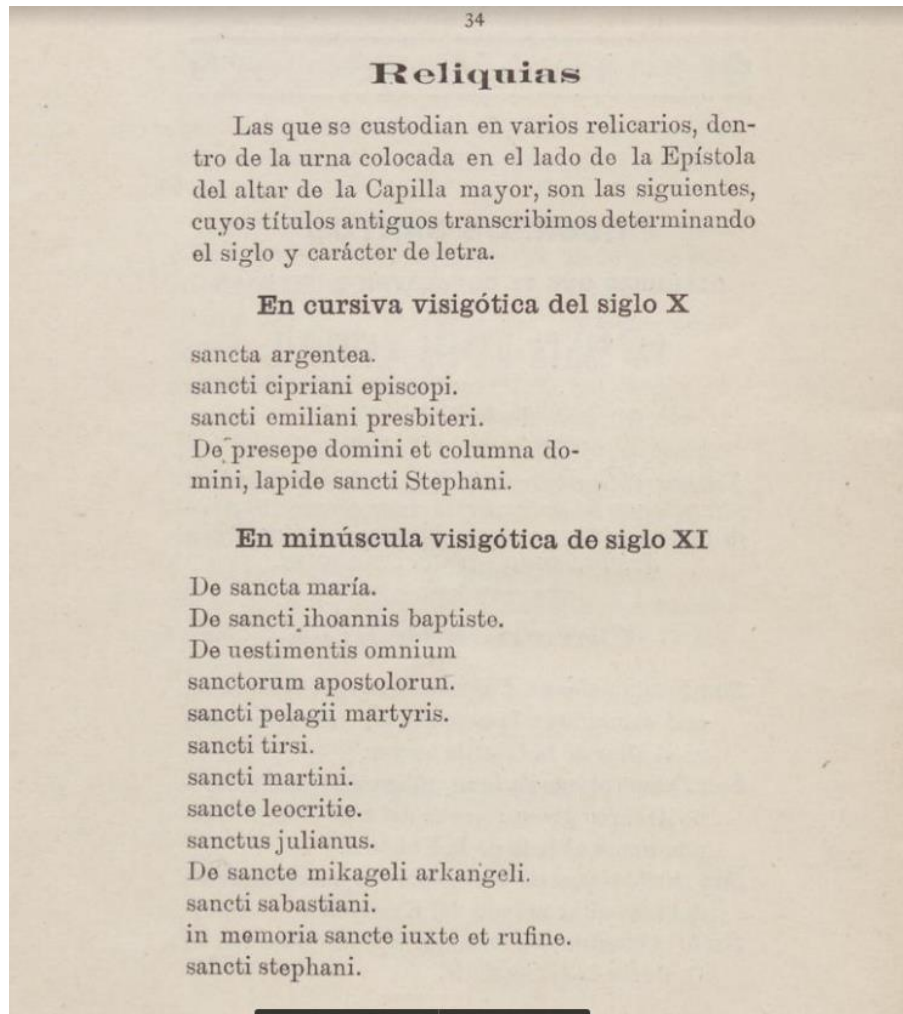 34
Reliquias
Las que se custodian en varios relicarios, den-
tro de la urna colocada en el lado de la Epístola
del altar de la Capilla mayor, son las siguientes,
cuyos títulos antiguos transcribimos determinando
el siglo y carácter de letra.
En cursiva visigótica del siglo X
sancta argentea.
sancti cipriani episcopi.
sancti emiliani presbiteri.
De presepe domini et columna do-
mini, lapide sancti Stephani.
En minúscula visigótica de siglo XI
De sancta maría.
De sancti ihoannis baptiste.
De uestimentis omnium
sanctorum apostolorun.
sancti pelagii martyris.
sancti tirsi.
sancti martini.
sancte leocritie.
sanctus julianus.
De sancte mikageli arkangeli.
sancti sabastiani.
in memoria sancte iuxte et rufine.
sancti stephani.